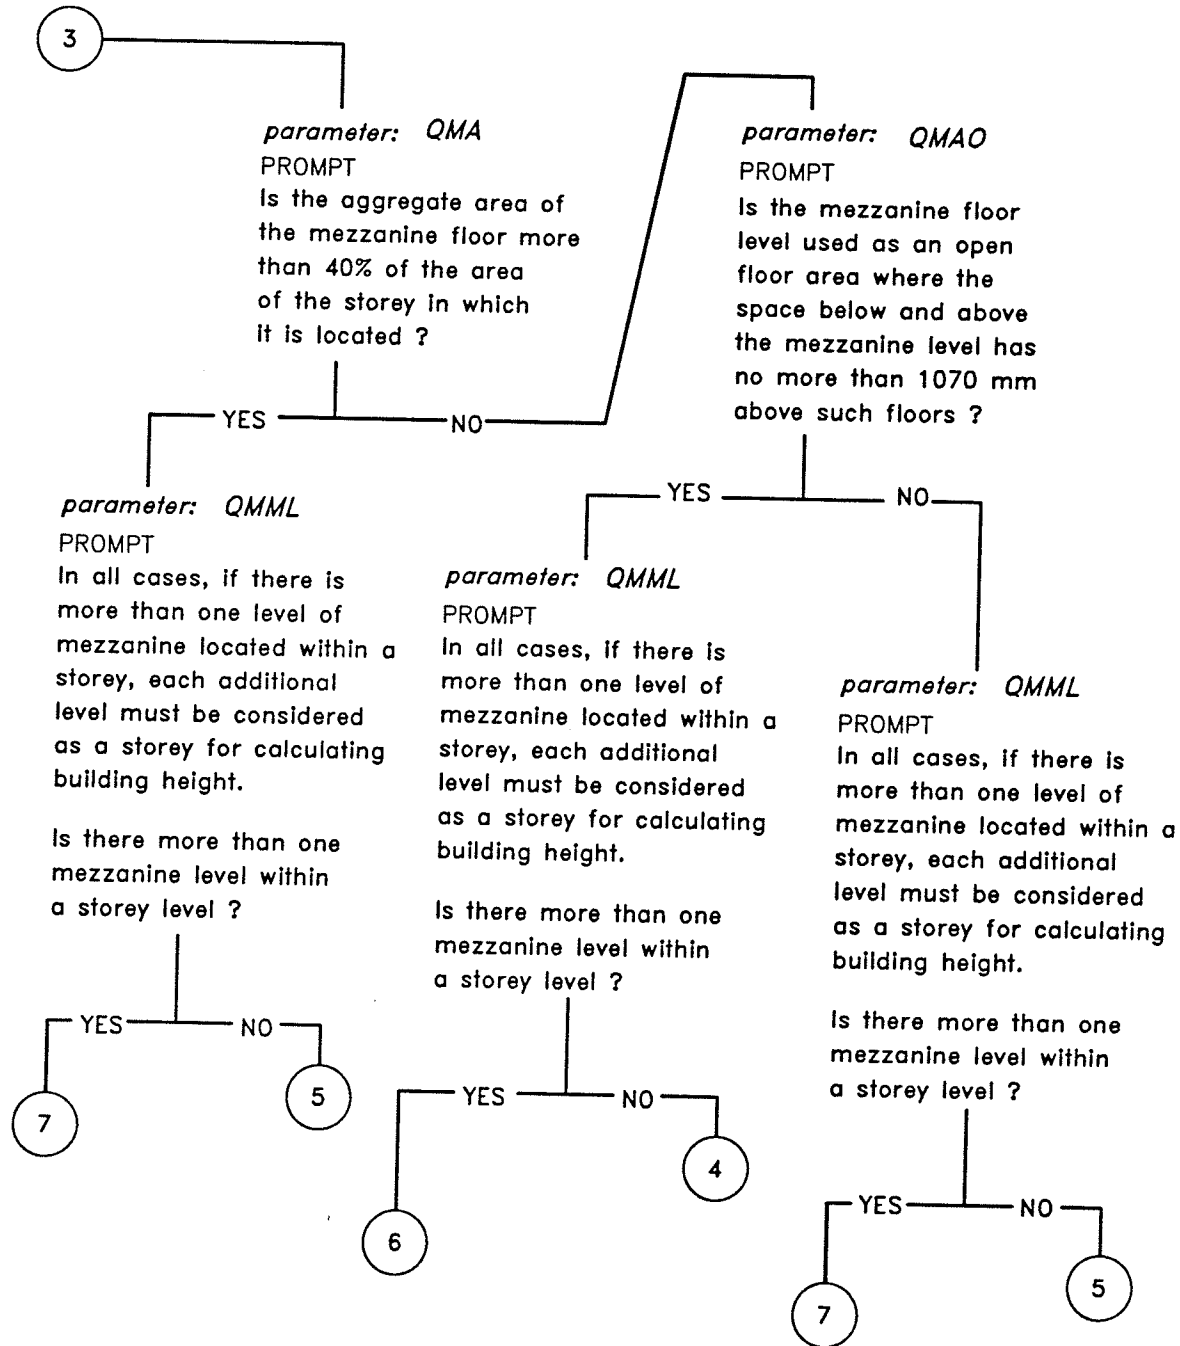 3
parameter: QMA
PROMPT
Is the aggregate area of
the mezzanine floor more
than 40% of the area
of the storey in which
it is located ?
YES
NO
parameter: QMAO
PROMPT
Is the mezzanine floor
level used as an open
floor area where the
space below and above
the mezzanine level has
no more than 1070 mm
above such floors ?
YES
NO
parameter: QMML
PROMPT
In all cases, if there is
more than one level of
mezzanine located within a
storey, each additional
level must be considered
as a storey for calculating
building height.
Is there more than one
mezzanine level within
a storey level ?
YES
NO
7
5
parameter: QMML
PROMPT
In all cases, if there is
more than one level of
mezzanine located within a
storey, each additional
level must be considered
as a storey for calculating
building height.
Is there more than one
mezzanine level within
a storey level ?
YES
NO
6
4
parameter: QMML
PROMPT
In all cases, if there is
more than one level of
mezzanine located within a
storey, each additional
level must be considered
as a storey for calculating
building height.
Is there more than one
mezzanine level within
a storey level ?
YES
NO
7
5